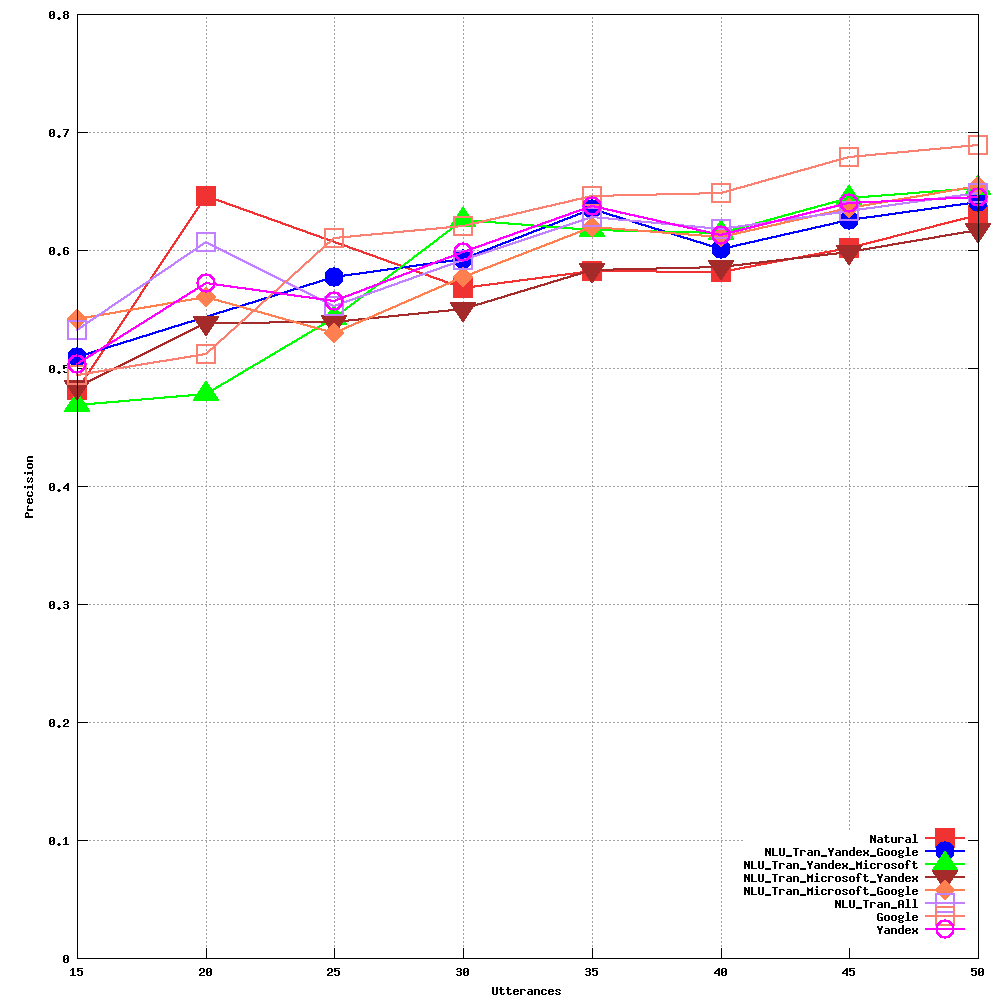 0.8
0.7
0.6
0.5
0.4
0.3
0.2
0.1
0
Precision
15 20 25 30 35 40 45 50
Utterances
Natural
NLU_Tran_Yandex_Google
NLU_Tran_Yandex_Microsoft
NLU_Tran_Microsoft_Yandex
NLU_Tran_Microsoft_Google
NLU_Tran_All
Google
Yandex